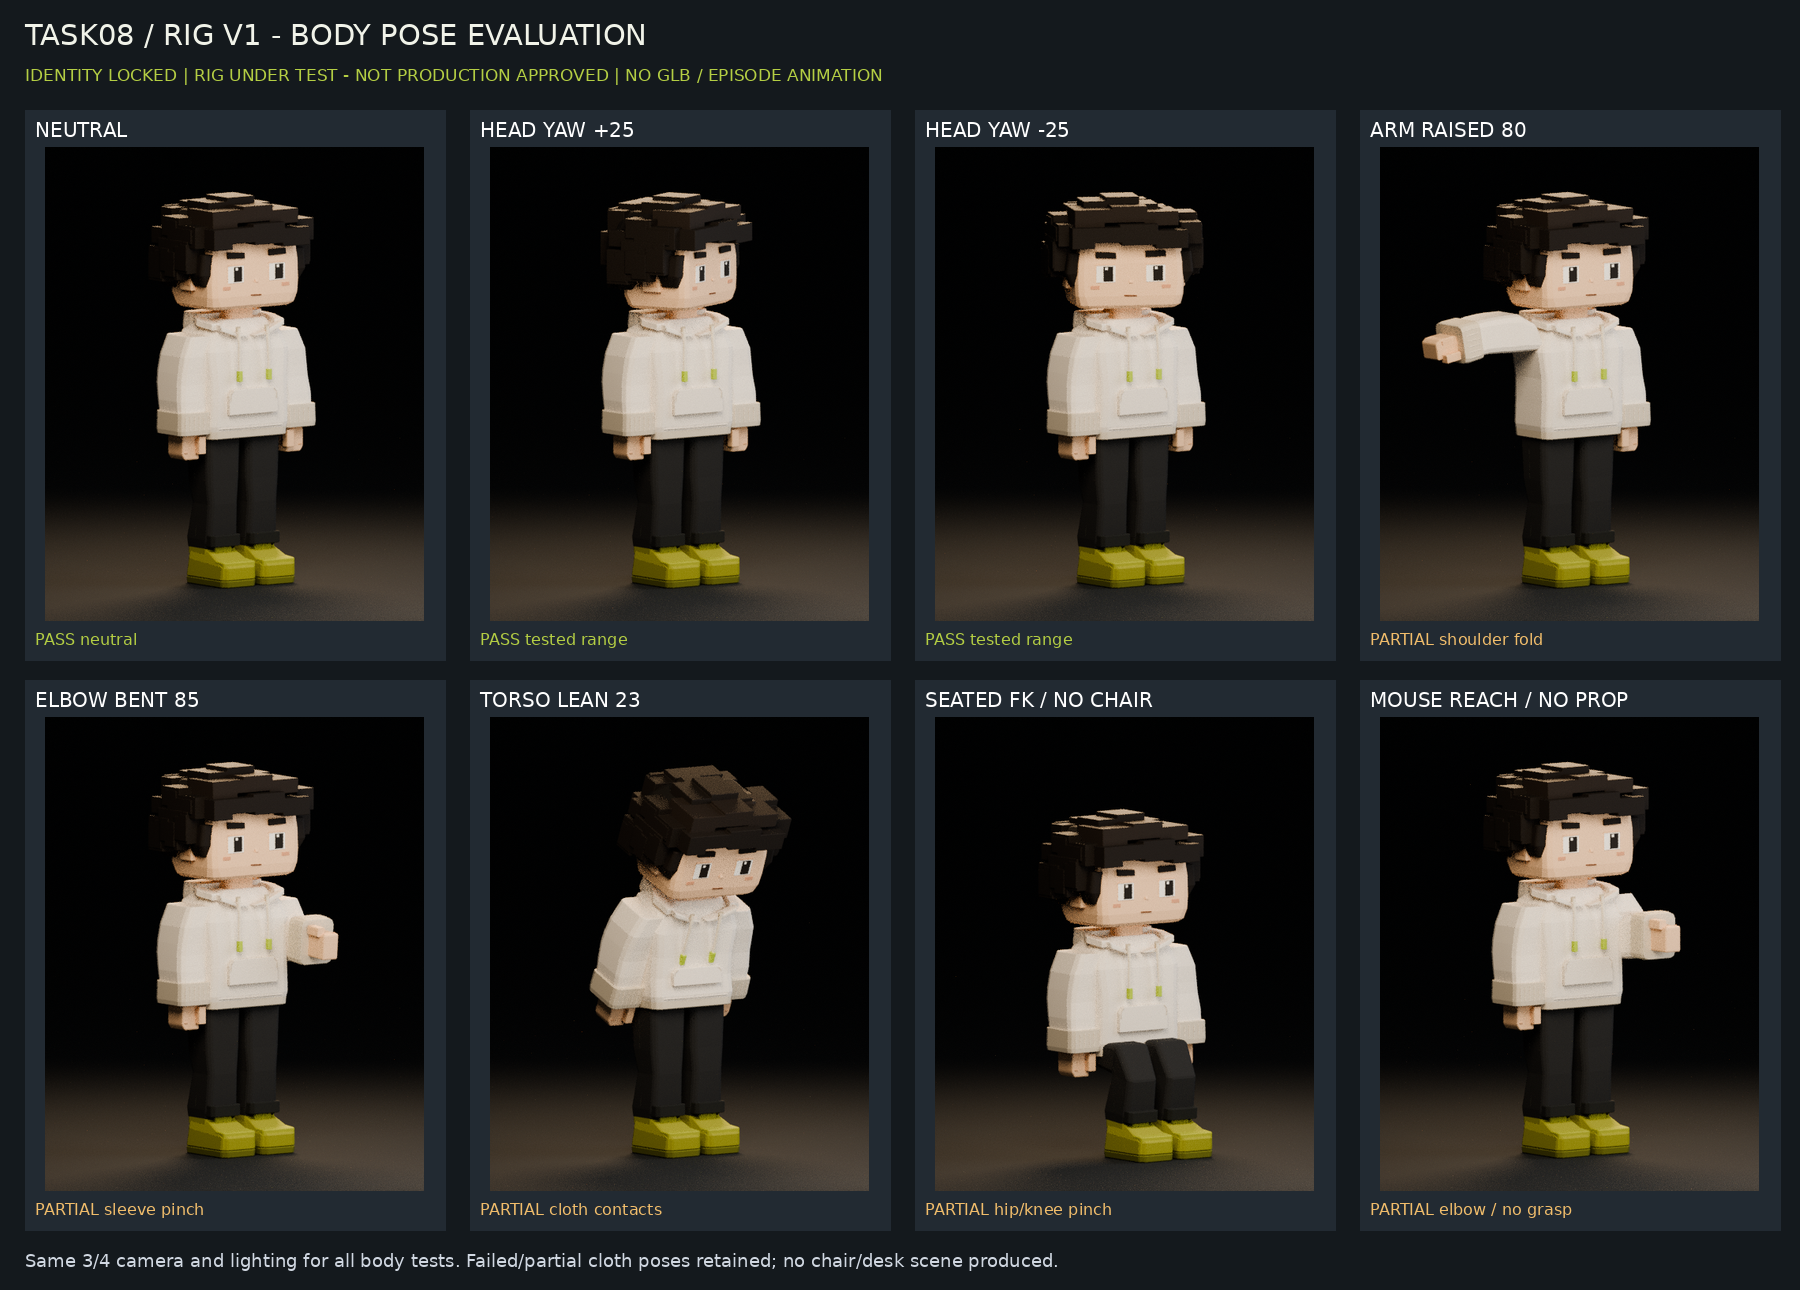 TASK08 / RIG V1 - BODY POSE EVALUATION
IDENTITY LOCKED | RIG UNDER TEST - NOT PRODUCTION APPROVED | NO GLB / EPISODE ANIMATION
NEUTRAL
PASS neutral
HEAD YAW +25
PASS tested range
HEAD YAW -25
PASS tested range
ARM RAISED 80
PARTIAL shoulder fold
ELBOW BENT 85
PARTIAL sleeve pinch
TORSO LEAN 23
PARTIAL cloth contacts
SEATED FK / NO CHAIR
PARTIAL hip/knee pinch
MOUSE REACH / NO PROP
PARTIAL elbow / no grasp
Same 3/4 camera and lighting for all body tests. Failed/partial cloth poses retained; no chair/desk scene produced.